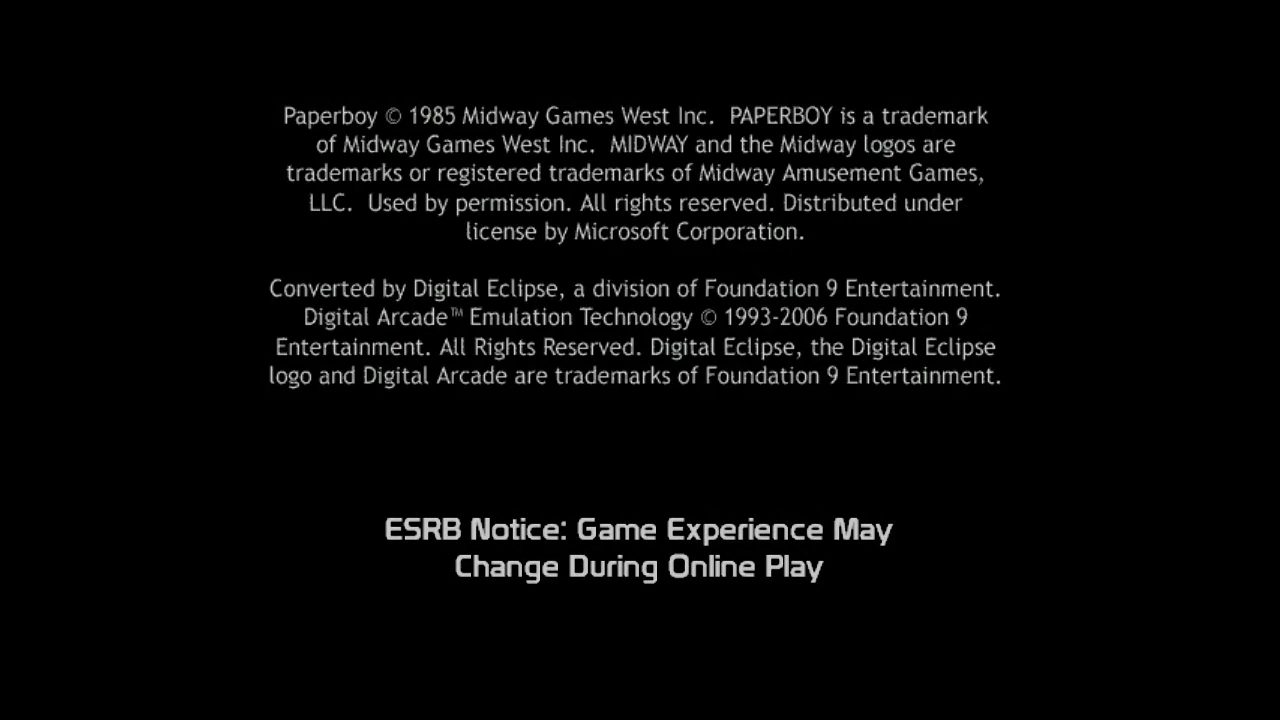 Paperboy © 1985 Midway Games West Inc.  PAPERBOY is a trademark
of Midway Games West Inc.  MIDWAY and the Midway logos are
trademarks or registered trademarks of Midway Amusement Games,
LLC.  Used by permission. All rights reserved. Distributed under
license by Microsoft Corporation.
Converted by Digital Eclipse, a division of Foundation 9 Entertainment.
Digital Arcade™ Emulation Technology © 1993-2006 Foundation 9
Entertainment. All Rights Reserved. Digital Eclipse, the Digital Eclipse
logo and Digital Arcade are trademarks of Foundation 9 Entertainment.
ESRB Notice: Game Experience May
Change During Online Play